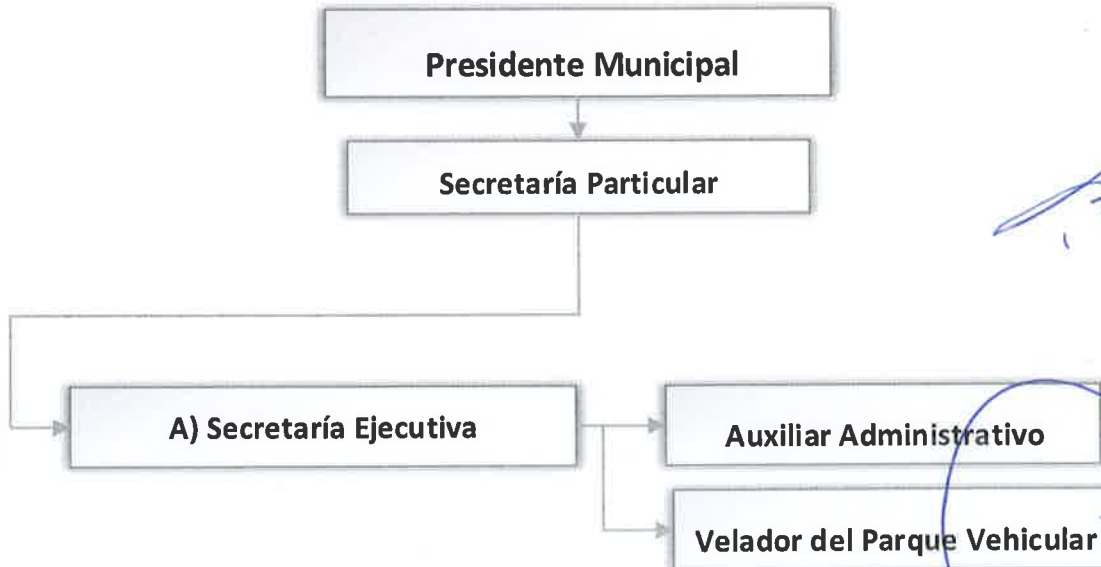 Presidente Municipal
Secretaría Particular
A) Secretaría Ejecutiva
Auxiliar Administrativo
Velador del Parque Vehicular